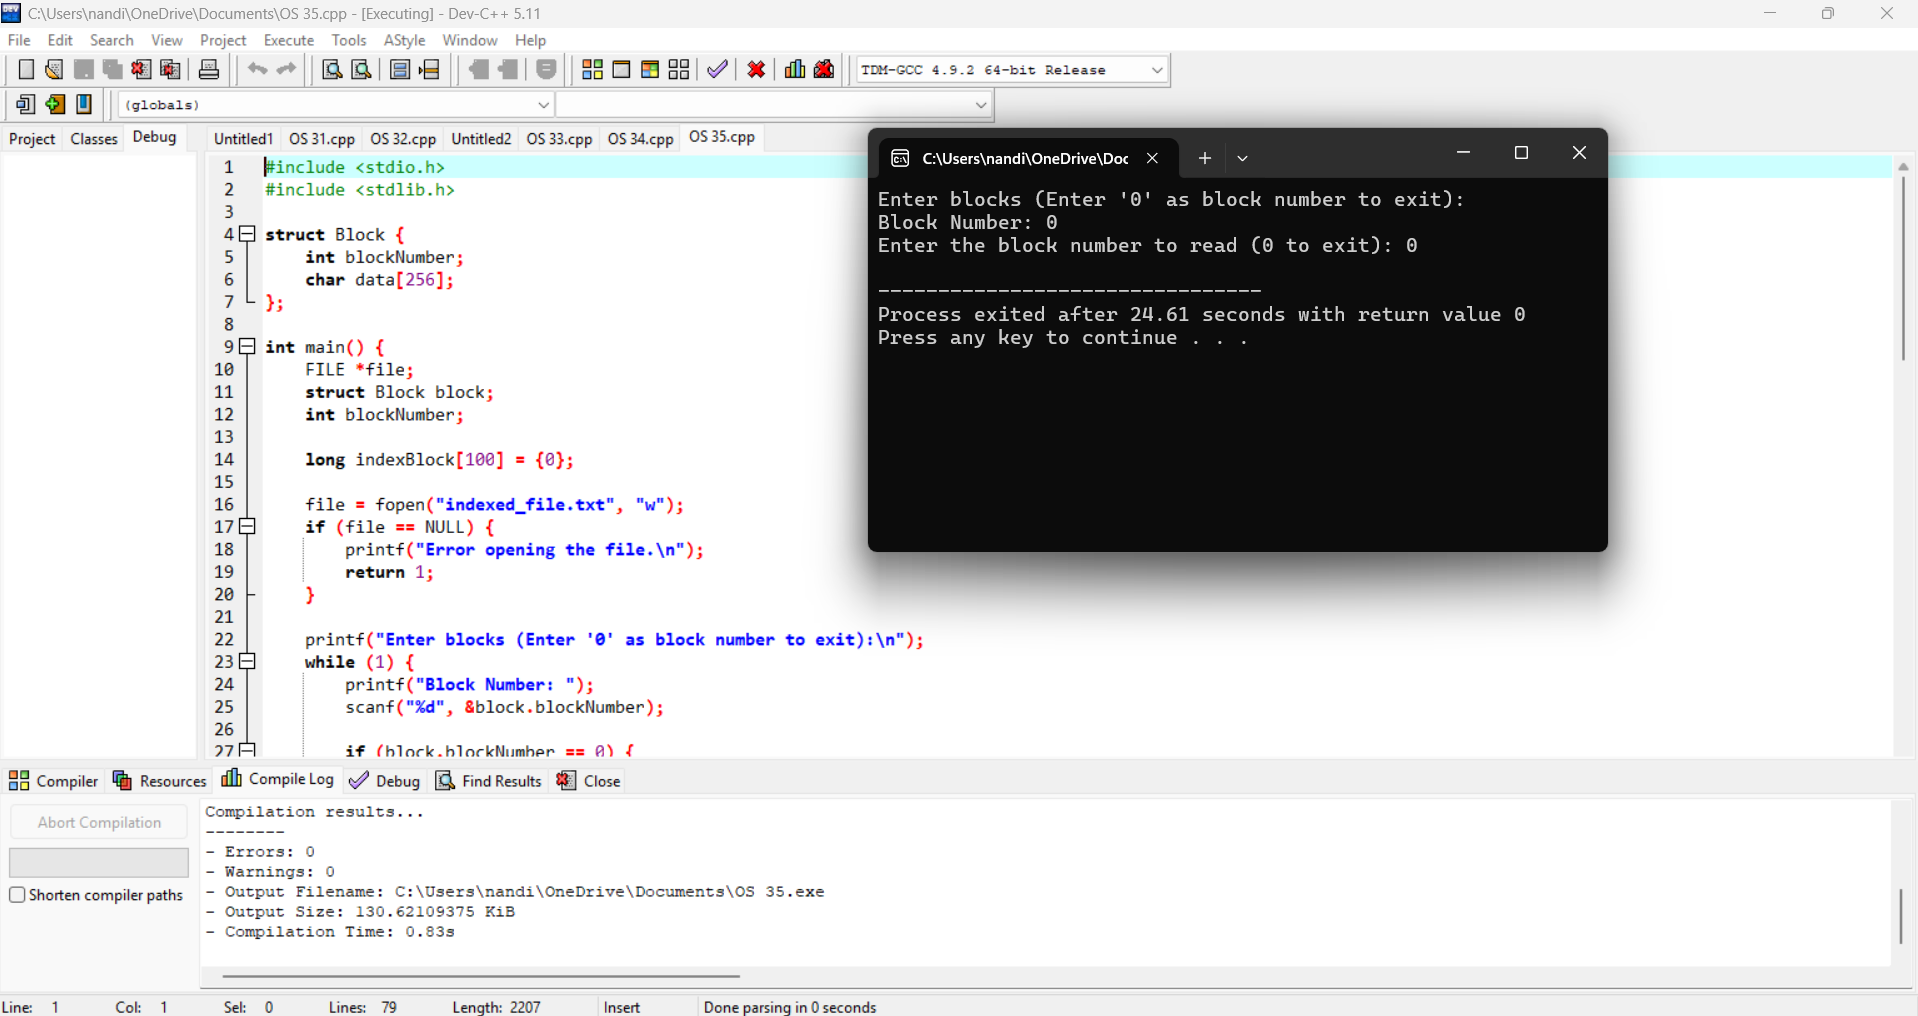 C:\Users\nandi\OneDrive\Documents\OS 35.cpp - [Executing] - Dev-C++ 5.11
File Edit Search View Project Execute Tools AStyle Window Help
TDM-GCC 4.9.2 64-bit Release
(globals)
Project Classes Debug
Untitled1 OS 31.cpp OS 32.cpp Untitled2 OS 33.cpp OS 34.cpp OS 35.cpp
1 #include <stdio.h>
2 #include <stdlib.h>
3
4 struct Block {
5     int blockNumber;
6     char data[256];
7 };
8
9 int main() {
10     FILE *file;
11     struct Block block;
12     int blockNumber;
13
14     long indexBlock[100] = {0};
15
16     file = fopen("indexed_file.txt", "w");
17     if (file == NULL) {
18         printf("Error opening the file.\n");
19         return 1;
20     }
21
22     printf("Enter blocks (Enter '0' as block number to exit):\n");
23     while (1) {
24         printf("Block Number: ");
25         scanf("%d", &block.blockNumber);
26
27         if (block.blockNumber == 0) {
C:\Users\nandi\OneDrive\Doc
Enter blocks (Enter '0' as block number to exit):
Block Number: 0
Enter the block number to read (0 to exit): 0
--------------------------------
Process exited after 24.61 seconds with return value 0
Press any key to continue . . .
Compiler Resources Compile Log Debug Find Results Close
Abort Compilation
Shorten compiler paths
Compilation results...
--------
- Errors: 0
- Warnings: 0
- Output Filename: C:\Users\nandi\OneDrive\Documents\OS 35.exe
- Output Size: 130.62109375 KiB
- Compilation Time: 0.83s
Line: 1 Col: 1 Sel: 0 Lines: 79 Length: 2207 Insert Done parsing in 0 seconds